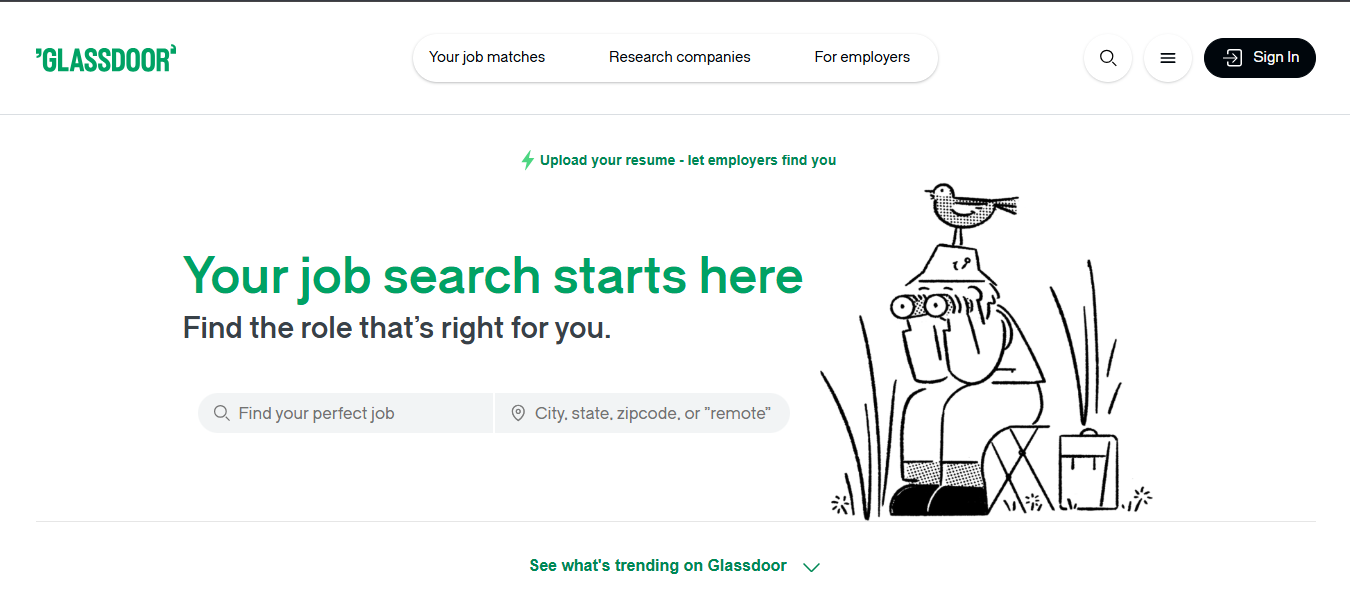 GLASSDOOR
Your job matches
Research companies
For employers
Sign In
Upload your resume - let employers find you
Your job search starts here
Find the role that’s right for you.
Find your perfect job
City, state, zipcode, or "remote"
See what's trending on Glassdoor